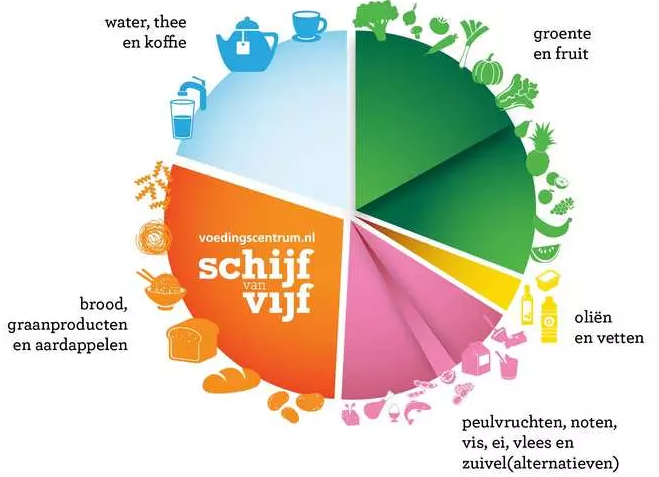 water, thee
en koffie
groente
en fruit
voedingscentrum.nl
schijf
van
vijf
brood,
graanproducten
en aardappelen
oliën
en vetten
peulvruchten, noten,
vis, ei, vlees en
zuivel(alternatieven)